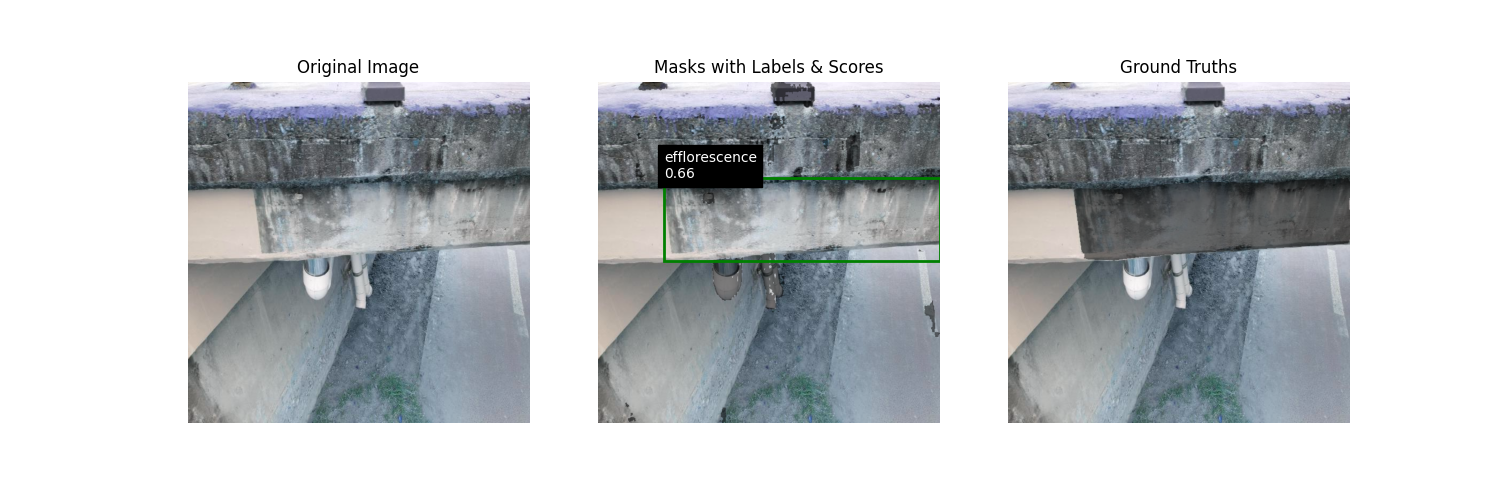 Original Image
Masks with Labels & Scores
Ground Truths
efflorescence
0.66